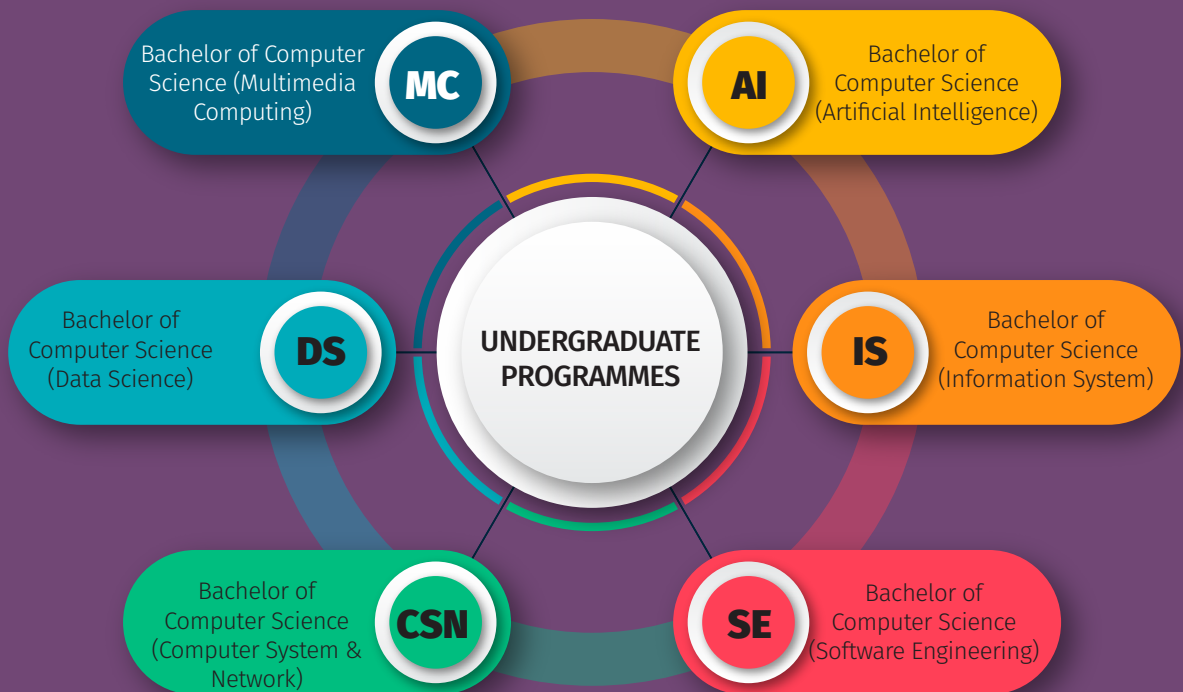 Bachelor of Computer
Science (Multimedia
Computing)
MC
AI
Bachelor of
Computer Science
(Artificial Intelligence)
Bachelor of
Computer Science
(Data Science)
DS
UNDERGRADUATE
PROGRAMMES
IS
Bachelor of
Computer Science
(Information System)
Bachelor of
Computer Science
(Computer System &
Network)
CSN
SE
Bachelor of
Computer Science
(Software Engineering)